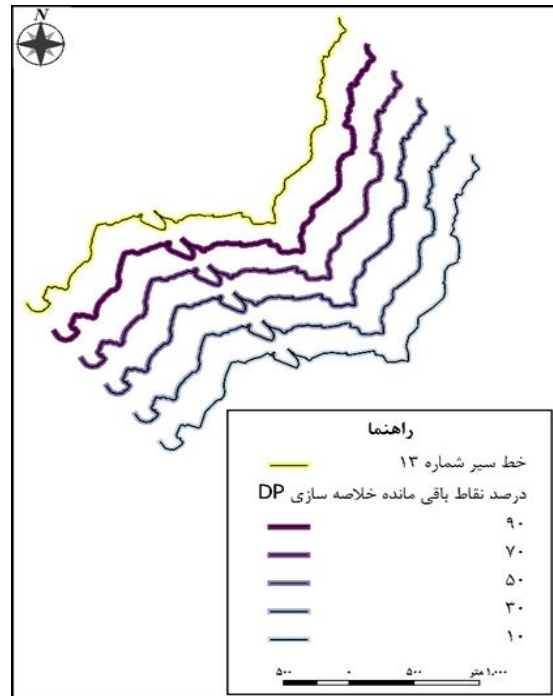 N
راهنما
خط سیر شماره ۱۳
درصد نقاط باقی مانده خلاصه سازی DP
۹۰
۷۰
۵۰
۳۰
۱۰
۵۰۰ ۰ ۵۰۰ ۱,۰۰۰ متر